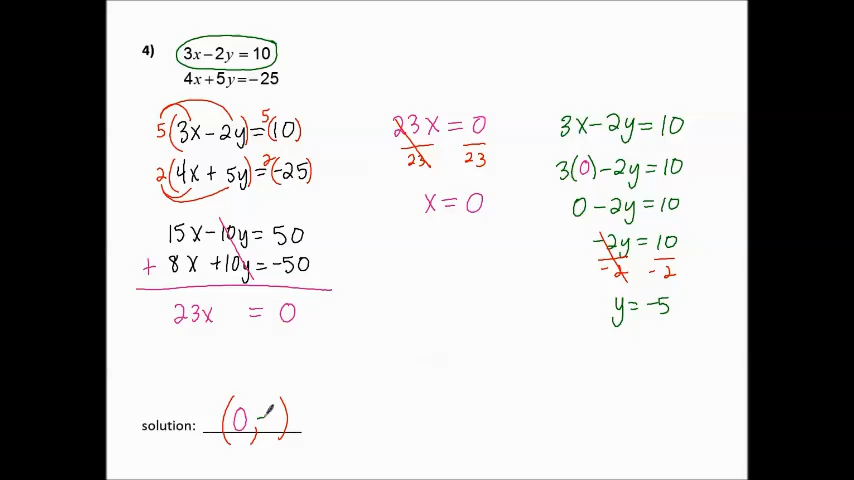 4) 3x – 2y = 10
4x + 5y = –25
5(3x – 2y) = 5(10)
2(4x + 5y) = 2(-25)
15x – 10y = 50
+ 8x + 10y = -50
23x = 0
23x = 0
23 23
x = 0
3x – 2y = 10
3(0) – 2y = 10
0 – 2y = 10
-2y = 10
-2 -2
y = -5
solution: (0, -)